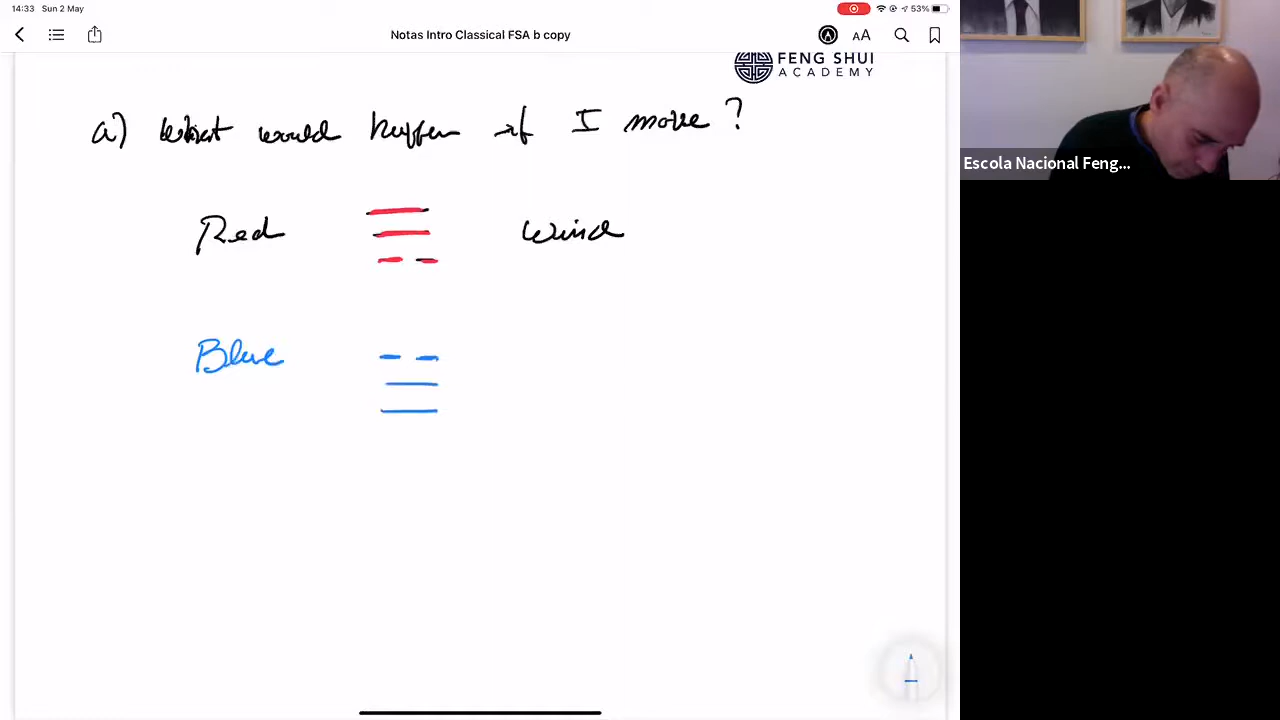 14:33 Sun 2 May
53%
Notas Intro Classical FSA b copy
AA
FENG SHUI
ACADEMY
a) What would happen if I move?
Red Wind
Blue
Escola Nacional Feng...